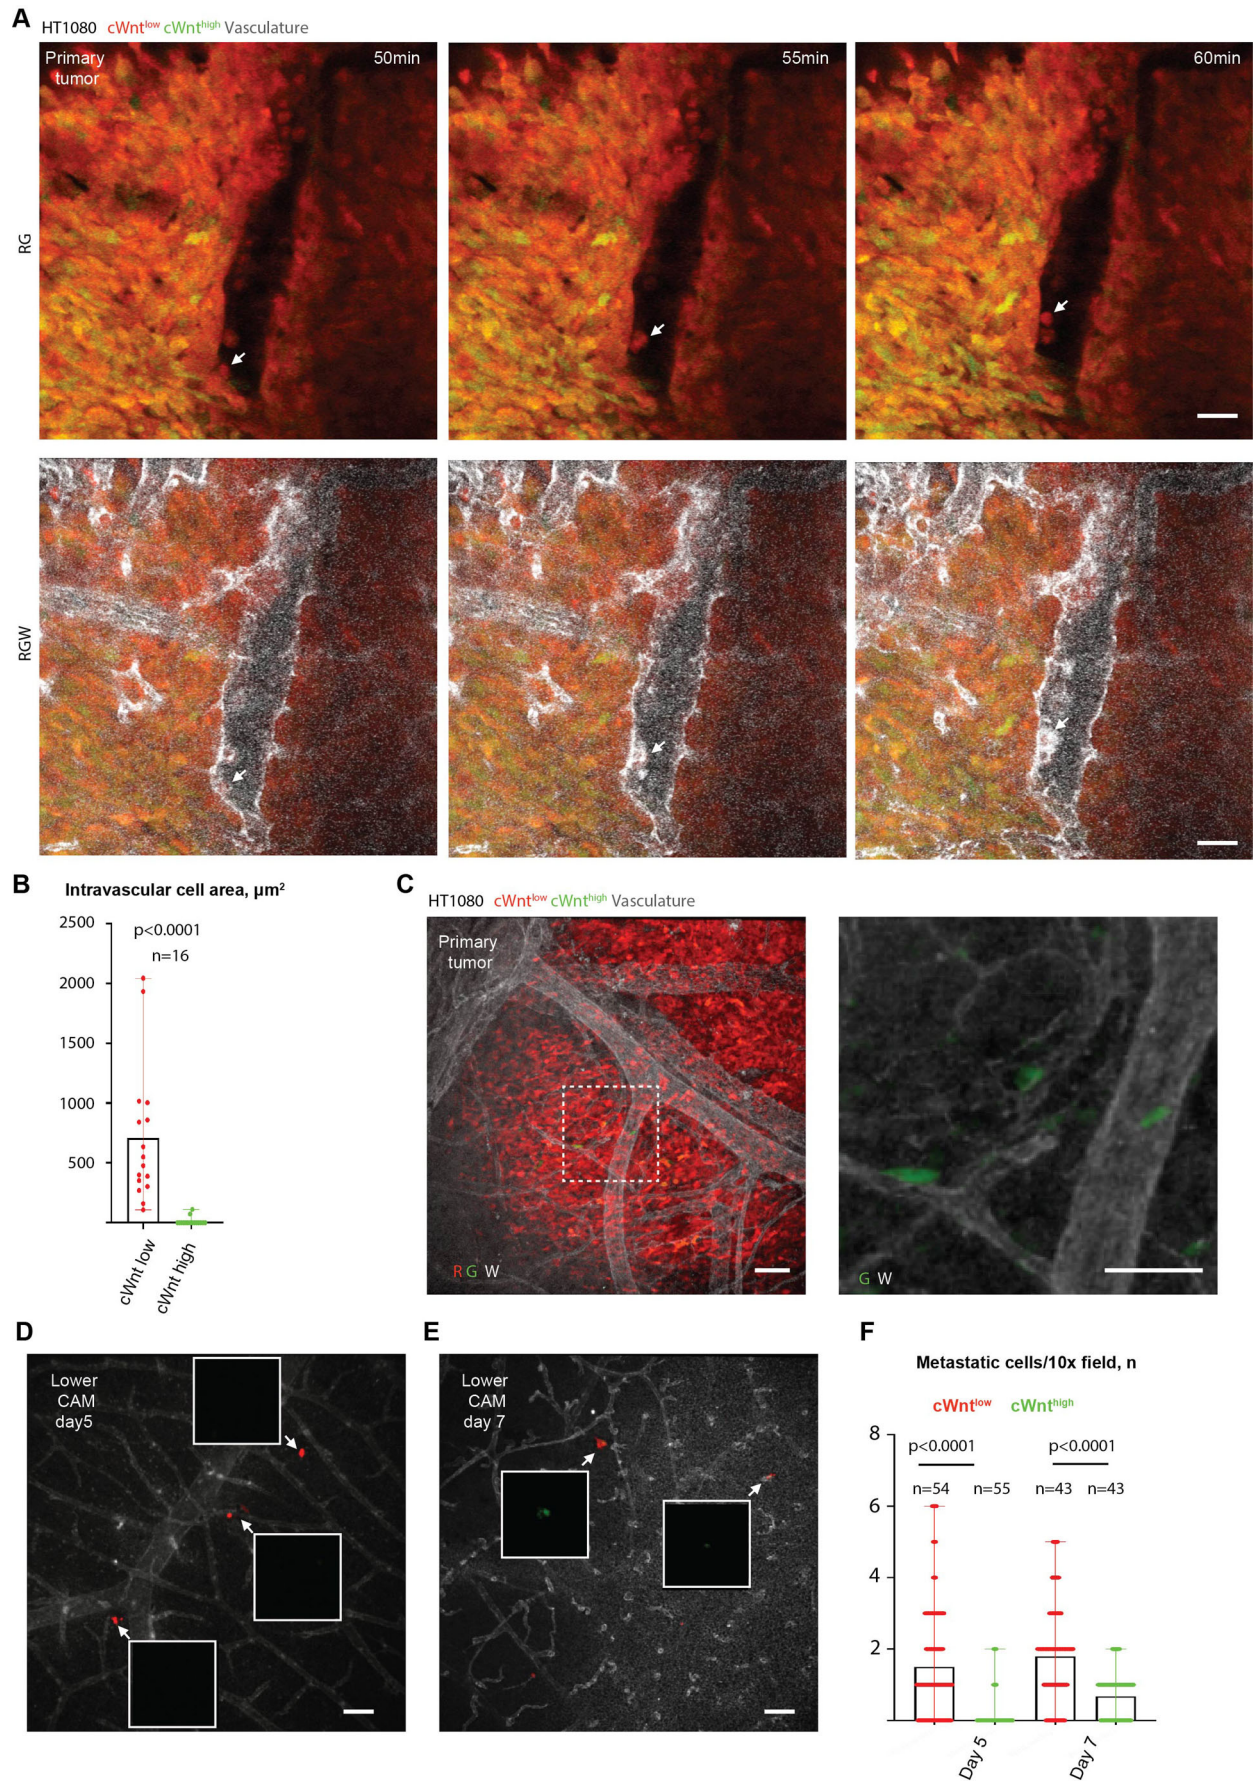 A
HT1080 cWntlow cWnthigh Vasculature
Primary
tumor
50min
55min
60min
RG
RGW
B
Intravascular cell area, µm2
2500
2000
1500
1000
500
p<0.0001
n=16
cWnt low
cWnt high
C
HT1080 cWntlow cWnthigh Vasculature
Primary
tumor
R G W
G W
D
Lower
CAM
day5
E
Lower
CAM
day 7
F
Metastatic cells/10x field, n
cWntlow cWnthigh
8
6
4
2
p<0.0001 p<0.0001
n=54 n=55 n=43 n=43
Day 5
Day 7